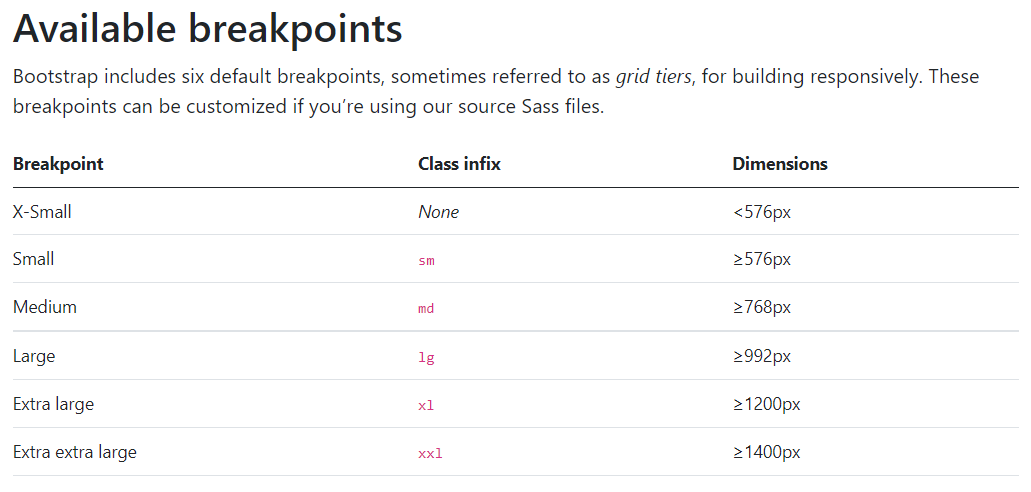 Available breakpoints
Bootstrap includes six default breakpoints, sometimes referred to as grid tiers, for building responsively. These
breakpoints can be customized if you’re using our source Sass files.
Breakpoint Class infix Dimensions
X-Small None <576px
Small sm ≥576px
Medium md ≥768px
Large lg ≥992px
Extra large xl ≥1200px
Extra extra large xxl ≥1400px